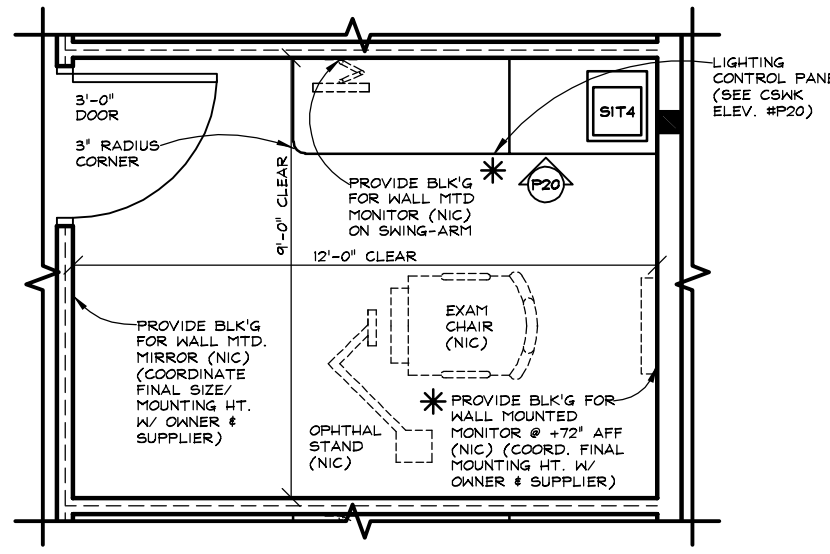 LIGHTING
CONTROL PANE
(SEE CSWK
ELEV. #P20)
3'-0"
DOOR
3" RADIUS
CORNER
SIT4
P20
PROVIDE BLK'G
FOR WALL MTD
MONITOR (NIC)
ON SWING-ARM
9'-0" CLEAR
12'-0" CLEAR
EXAM
CHAIR
(NIC)
PROVIDE BLK'G
FOR WALL MTD.
MIRROR (NIC)
(COORDINATE
FINAL SIZE/
MOUNTING HT.
W/ OWNER &
SUPPLIER)
OPHTHAL
STAND
(NIC)
PROVIDE BLK'G FOR
WALL MOUNTED
MONITOR @ +72" AFF
(NIC) (COORD. FINAL
MOUNTING HT. W/
OWNER & SUPPLIER)